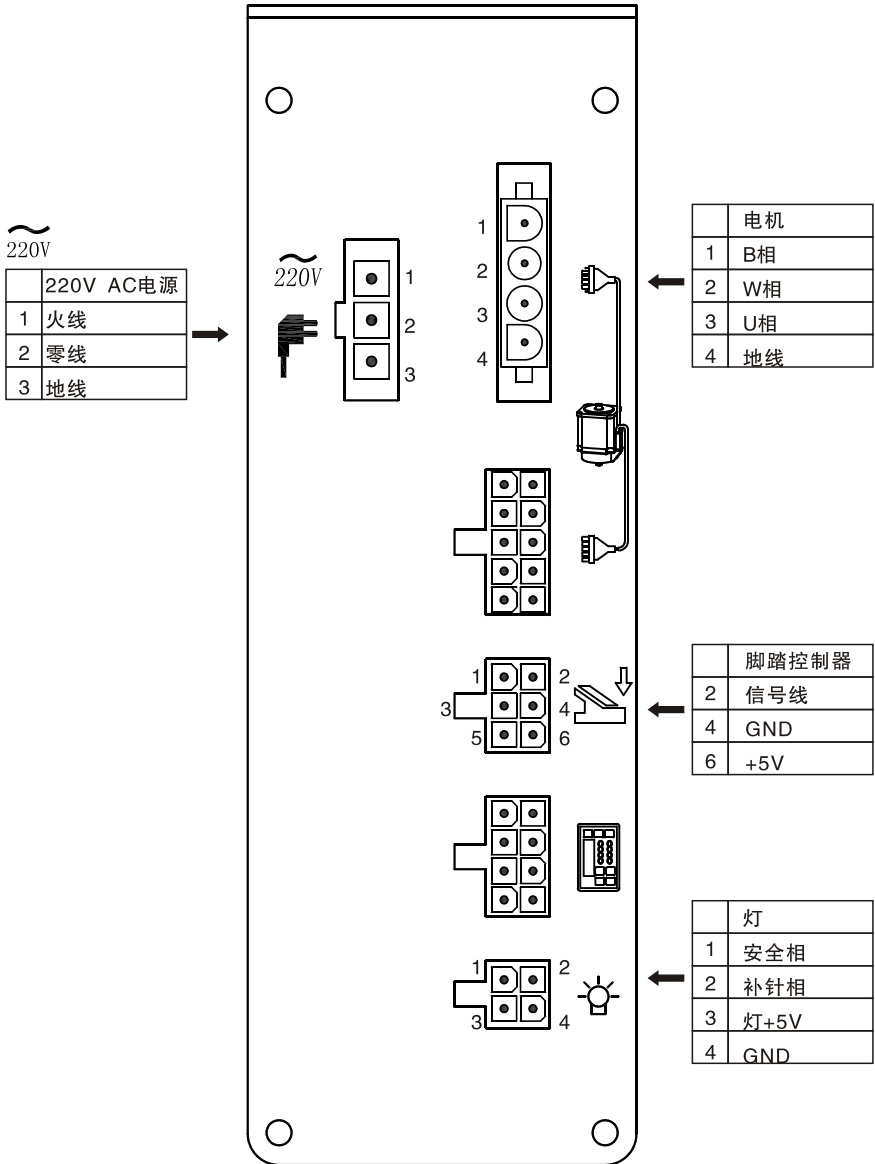 220V
220V AC电源
1 火线
2 零线
3 地线
220V
1
2
3
1
2
3
4
电机
1 B相
2 W相
3 U相
4 地线
1 2
3 4
5 6
脚踏控制器
2 信号线
4 GND
6 +5V
1 2
3 4
灯
1 安全相
2 补针相
3 灯+5V
4 GND